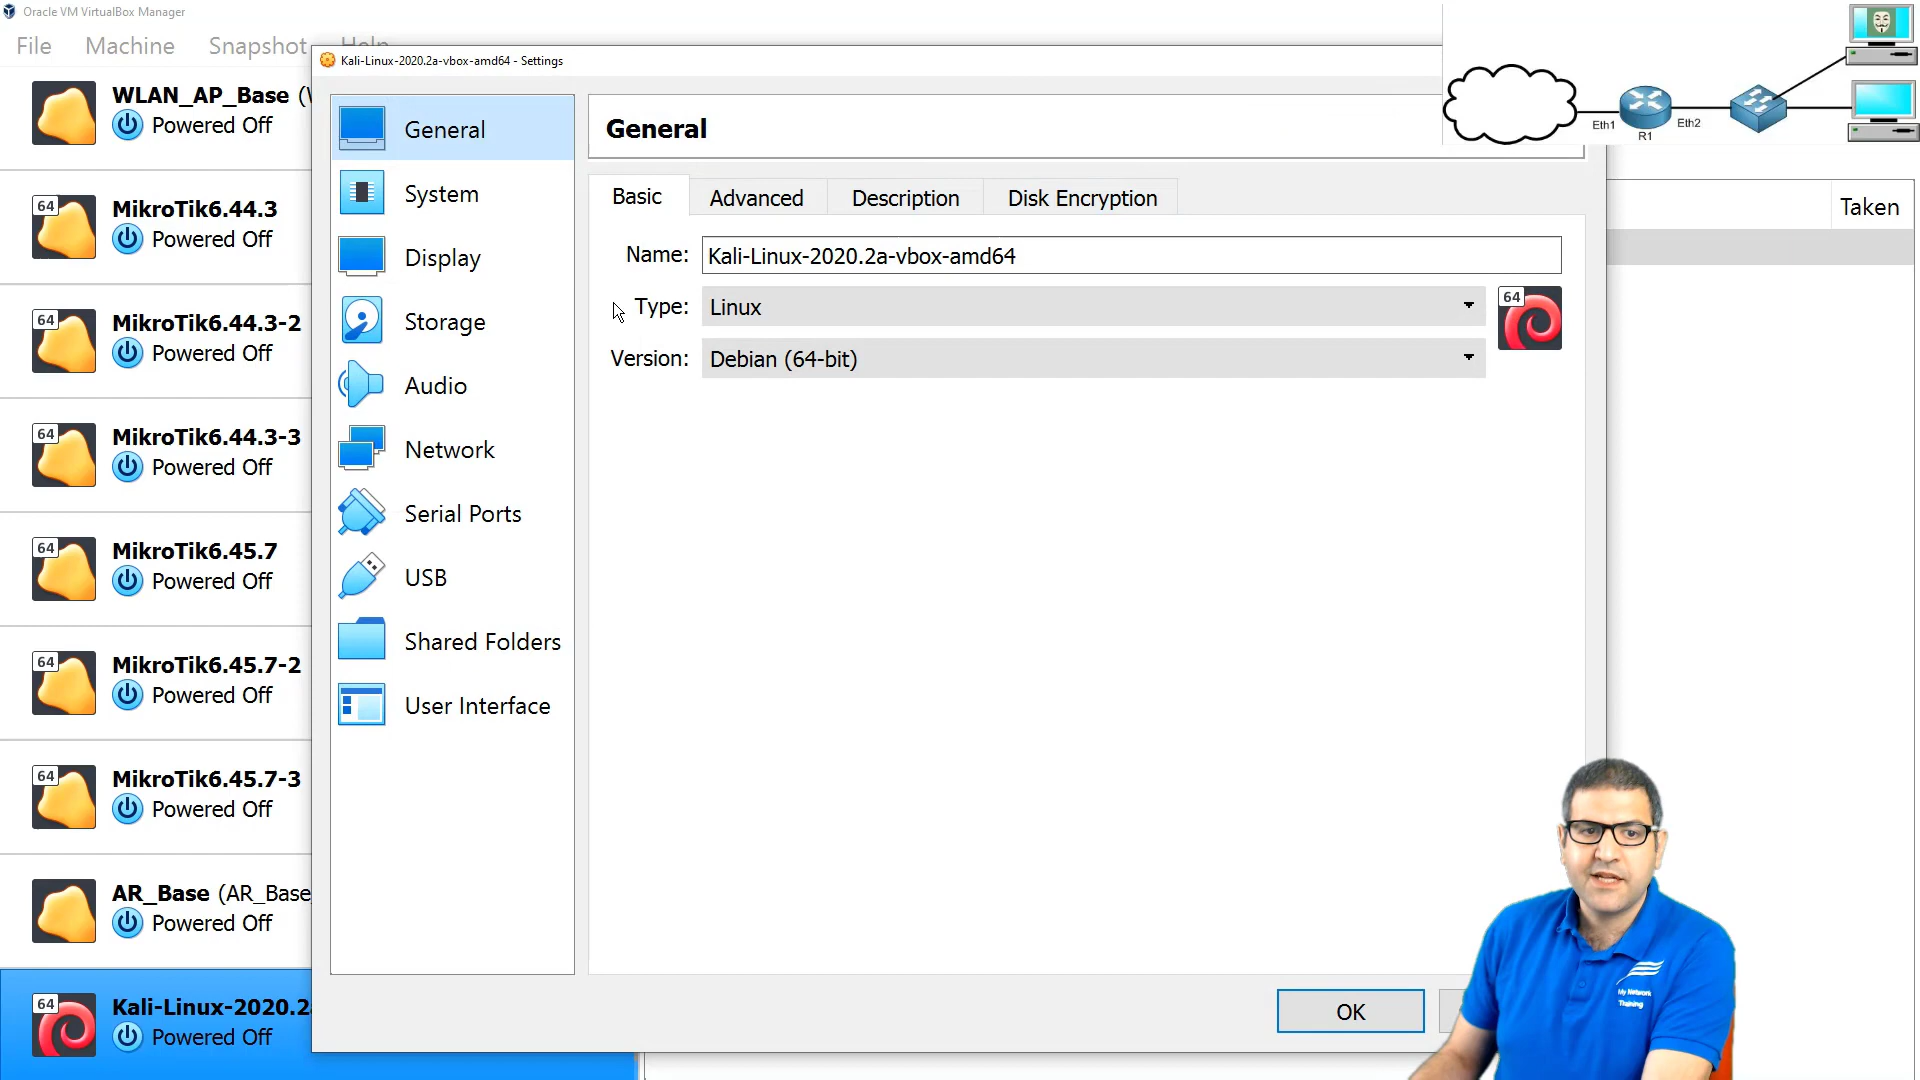 Oracle VM VirtualBox Manager
File Machine Snapshot Help
Kali-Linux-2020.2a-vbox-amd64 - Settings
WLAN_AP_Base (
Powered Off
64
MikroTik6.44.3
Powered Off
64
MikroTik6.44.3-2
Powered Off
64
MikroTik6.44.3-3
Powered Off
64
MikroTik6.45.7
Powered Off
64
MikroTik6.45.7-2
Powered Off
64
MikroTik6.45.7-3
Powered Off
AR_Base (AR_Base
Powered Off
64
Kali-Linux-2020.2
Powered Off
General
System
Display
Storage
Audio
Network
Serial Ports
USB
Shared Folders
User Interface
General
Basic Advanced Description Disk Encryption
Name: Kali-Linux-2020.2a-vbox-amd64
Type: Linux
64
Version: Debian (64-bit)
OK
Eth1 R1 Eth2
Taken
My Network
Training